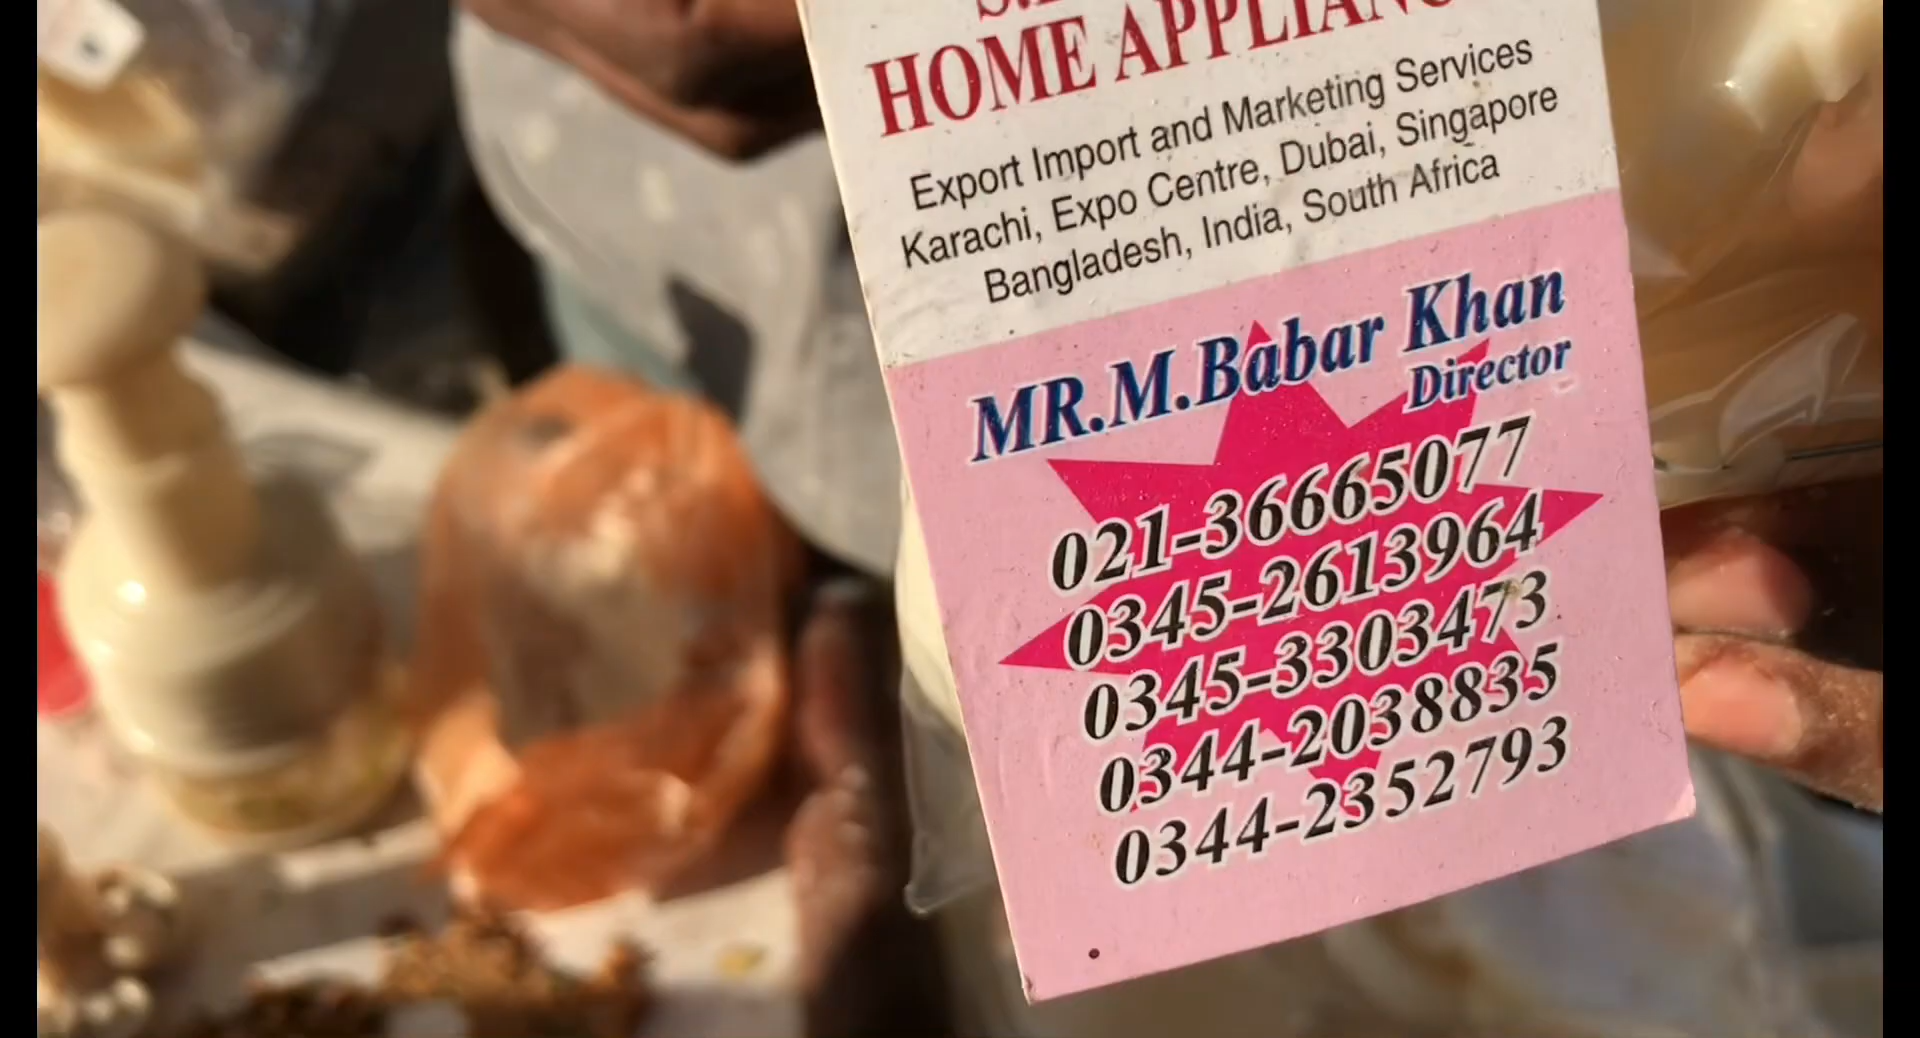 HOME
Export Import and Marketing Services
Karachi, Expo Centre, Dubai, Singapore
Bangladesh, India, South Africa
MR.M.Babar Khan
Director
021-36665077
0345-2613964
0345-3303473
0344-2038835
0344-2352793